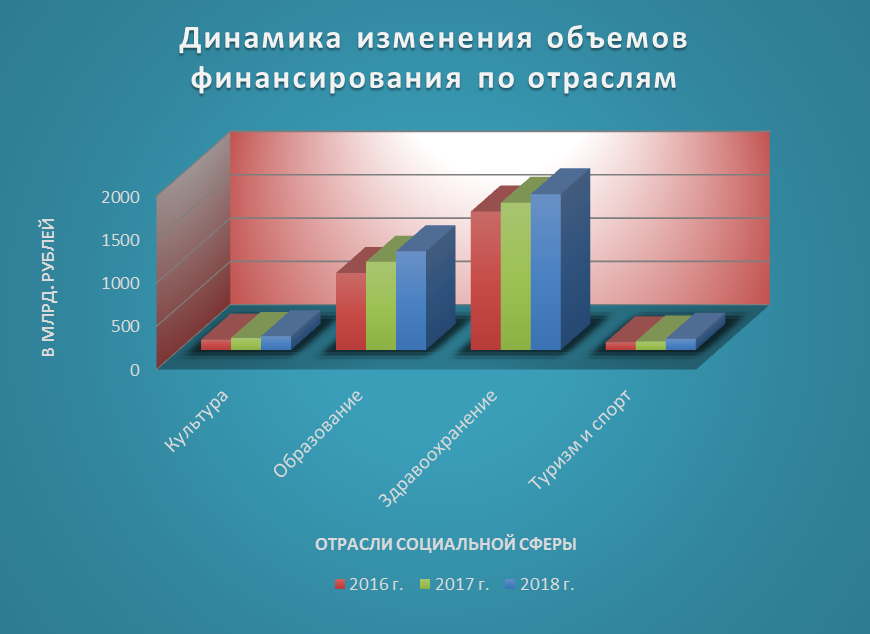 Динамика изменения объемов
финансирования по отраслям
2000
1500
1000
500
0
В МЛРД. РУБЛЕЙ
Культура
Образование
Здравоохранение
Туризм и спорт
ОТРАСЛИ СОЦИАЛЬНОЙ СФЕРЫ
2016 г. 2017 г. 2018 г.